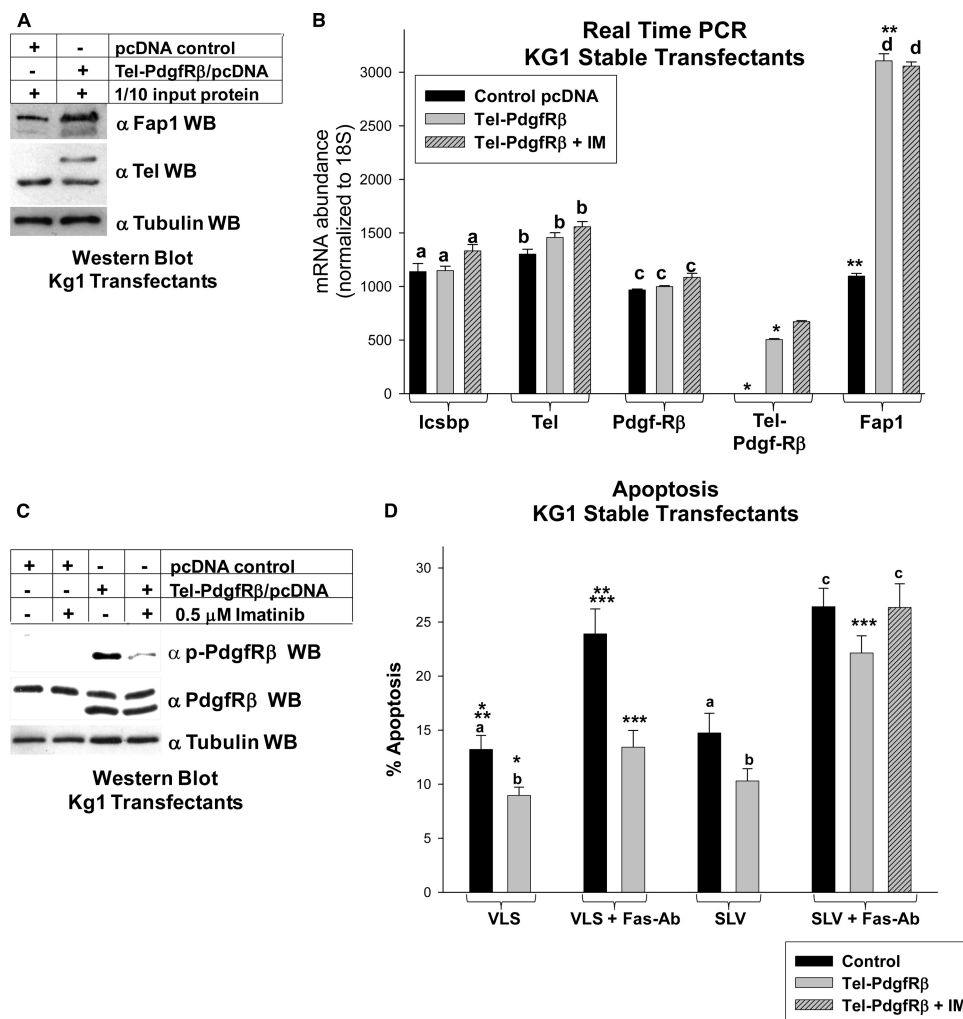 A
+ - pcDNA control
- + Tel-PdgfRβ/pcDNA
+ + 1/10 input protein
α Fap1 WB
α Tel WB
α Tubulin WB
Western Blot
Kg1 Transfectants
B
Real Time PCR
KG1 Stable Transfectants
Control pcDNA
Tel-PdgfRβ
Tel-PdgfRβ + IM
mRNA abundance
(normalized to 18S)
3000
2500
2000
1500
1000
500
0
a a a
b b b
c c c
* *
** ** d d
Icsbp Tel Pdgf-Rβ Tel- Fap1
Pdgf-Rβ
C
+ + - - pcDNA control
- - + + Tel-PdgfRβ/pcDNA
- + - + 0.5 μM Imatinib
α p-PdgfRβ WB
α PdgfRβ WB
α Tubulin WB
Western Blot
Kg1 Transfectants
D
Apoptosis
KG1 Stable Transfectants
% Apoptosis
30
25
20
15
10
5
0
*
**
a
*
b
**
***
***
a
b
c
***
c
VLS VLS + Fas-Ab SLV SLV + Fas-Ab
Control
Tel-PdgfRβ
Tel-PdgfRβ + IM